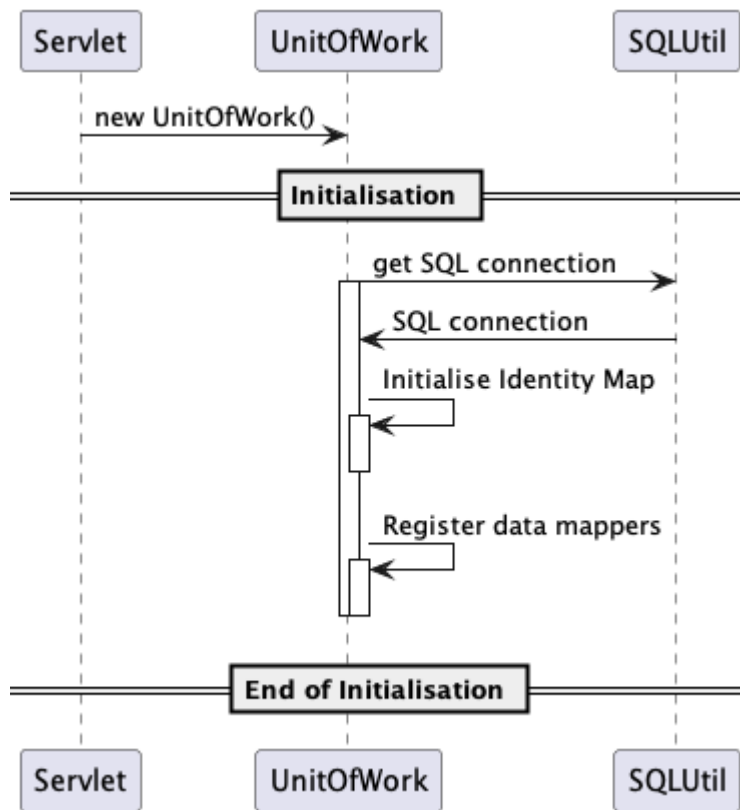 Servlet
UnitOfWork
SQLUtil
new UnitOfWork()
Initialisation
get SQL connection
SQL connection
Initialise Identity Map
Register data mappers
End of Initialisation
Servlet
UnitOfWork
SQLUtil